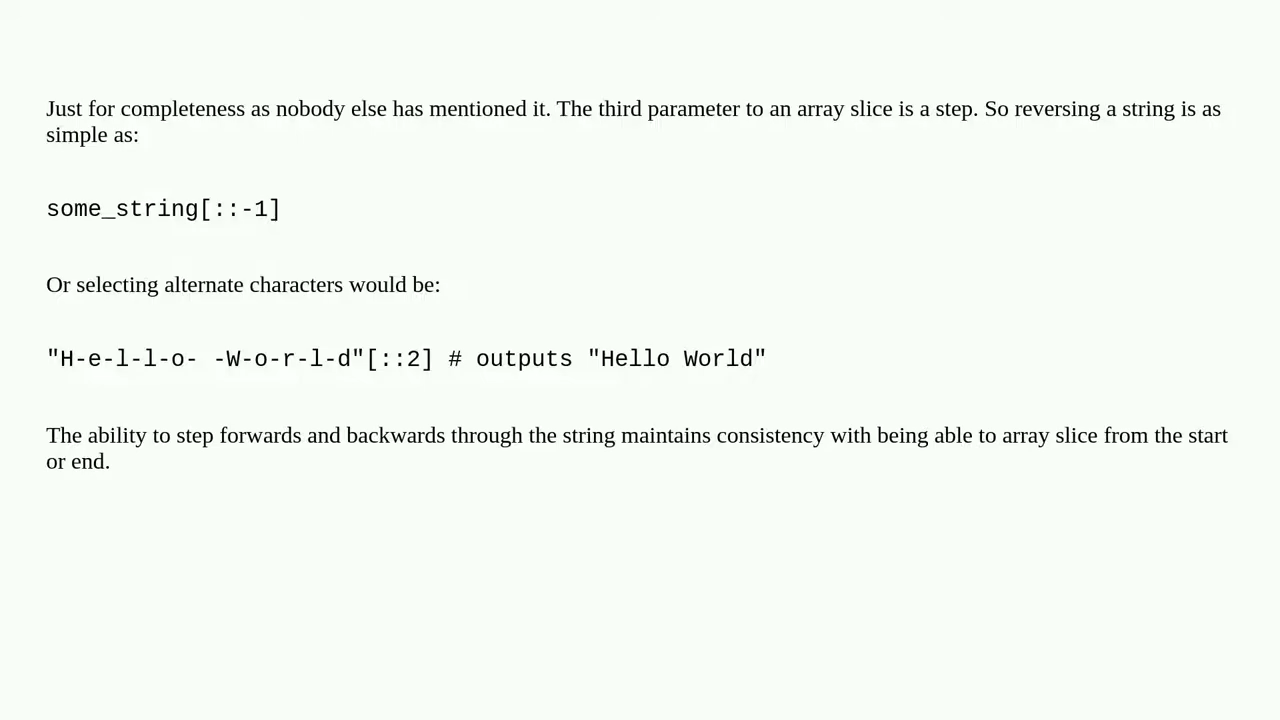 Just for completeness as nobody else has mentioned it. The third parameter to an array slice is a step. So reversing a string is as
simple as:
some_string[::-1]
Or selecting alternate characters would be:
"H-e-l-l-o- -W-o-r-l-d"[::2] # outputs "Hello World"
The ability to step forwards and backwards through the string maintains consistency with being able to array slice from the start
or end.